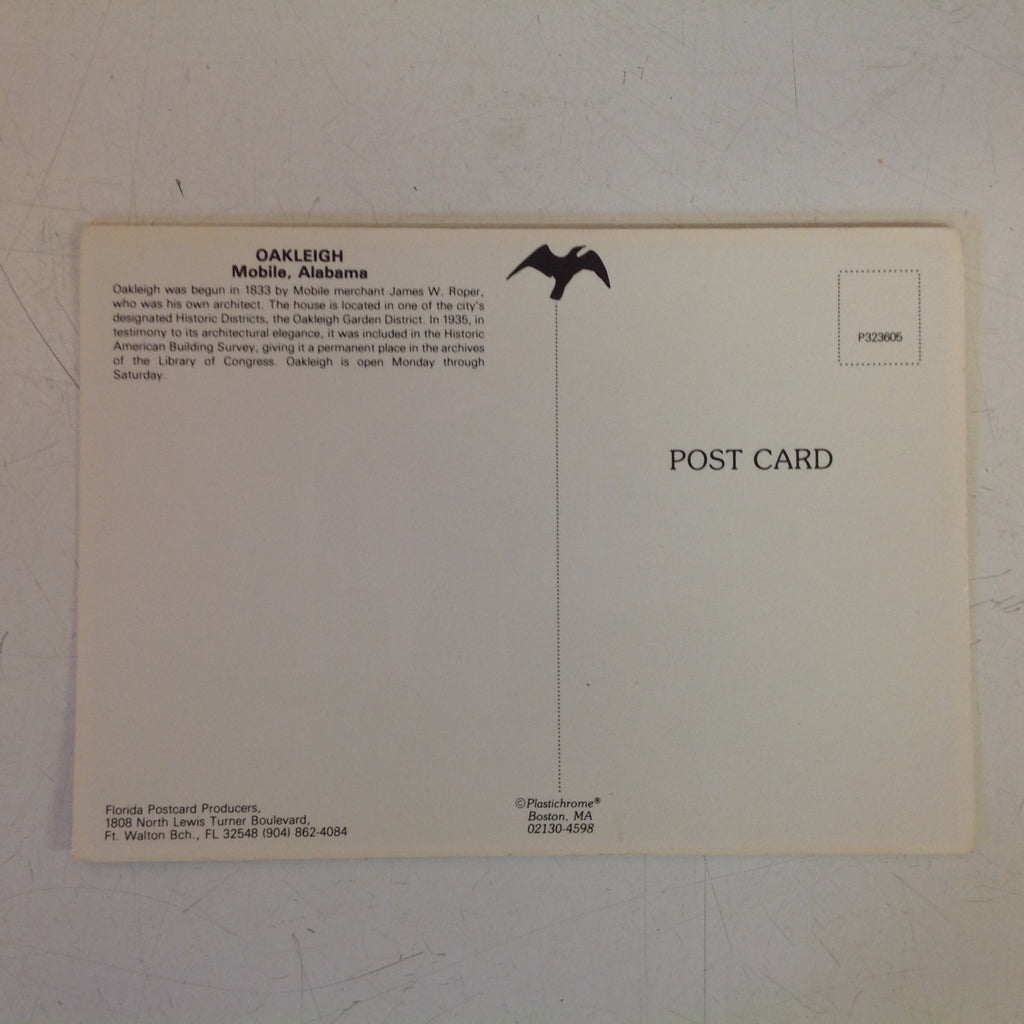 OAKLEIGH
Mobile, Alabama
Oakleigh was begun in 1833 by Mobile merchant James W. Roper,
who was his own architect. The house is located in one of the city's
designated Historic Districts, the Oakleigh Garden District. In 1935, in
testimony to its architectural elegance, it was included in the Historic
American Building Survey, giving it a permanent place in the archives
of the Library of Congress. Oakleigh is open Monday through
Saturday.
P323605
POST CARD
Florida Postcard Producers,
1808 North Lewis Turner Boulevard,
Ft. Walton Bch., FL 32548 (904) 862-4084
©Plastichrome®
Boston, MA
02130-4598